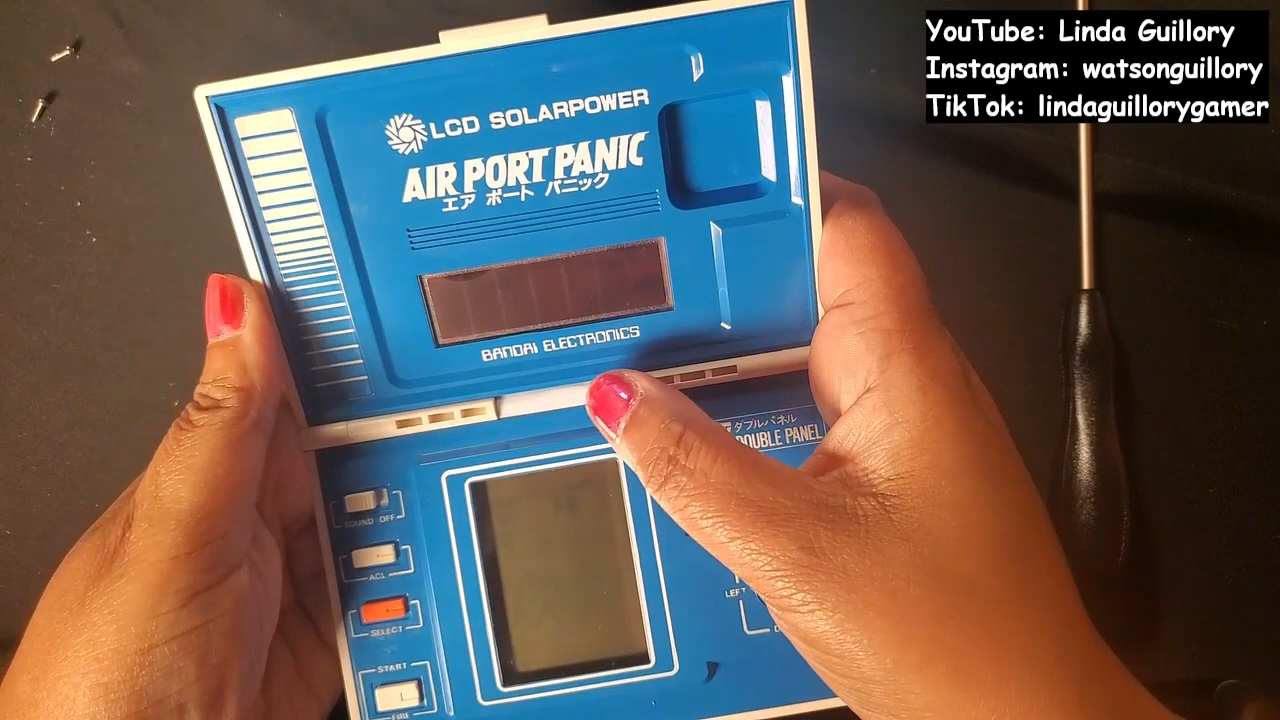 YouTube: Linda Guillory
Instagram: watsonguillory
TikTok: lindaguillorygamer
LCD SOLARPOWER
AIR PORT PANIC
エア ポート パニック
BANDAI ELECTRONICS
ダブルパネル
DOUBLE PANEL
SOUND OFF
ACL
SELECT
START
FIRE
LEFT